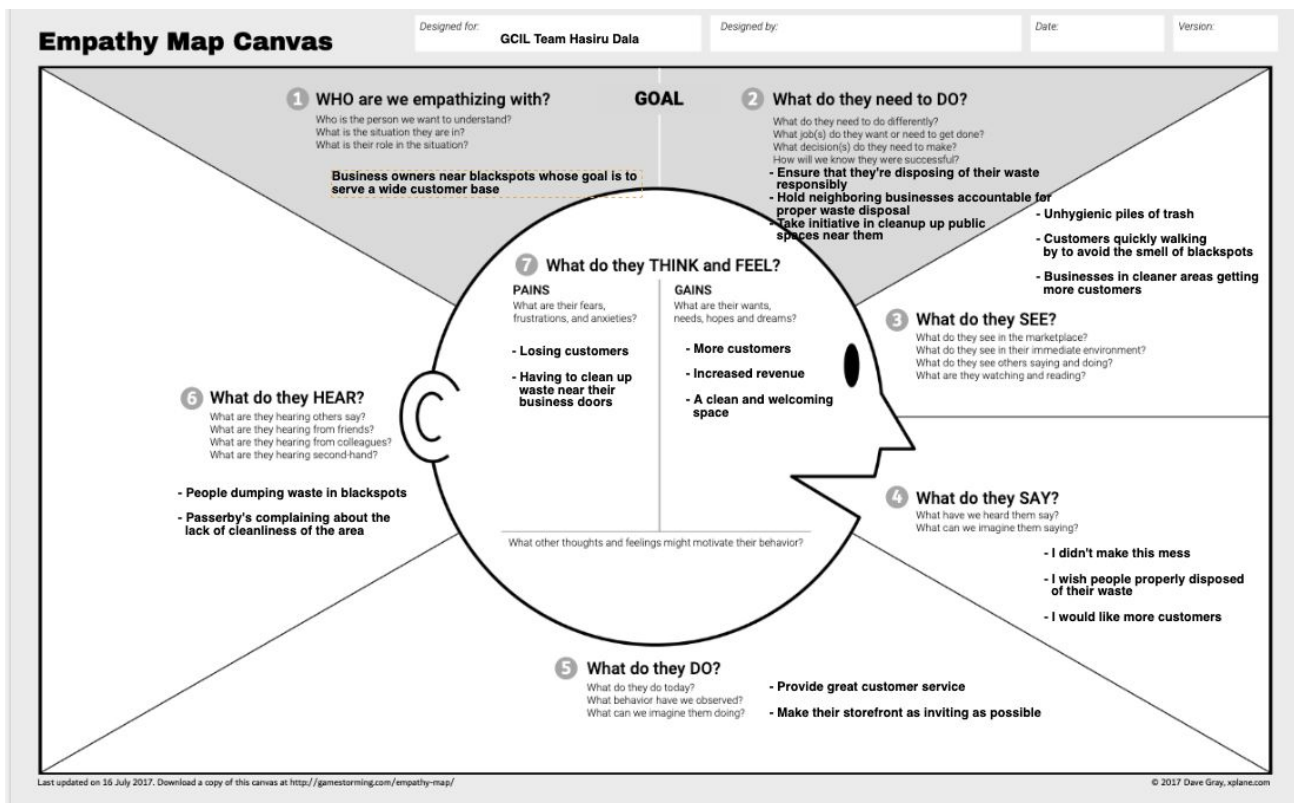 Empathy Map Canvas
Designed for:
GCIL Team Hasiru Dala
Designed by:
Date:
Version:
1 WHO are we empathizing with?
Who is the person we want to understand?
What is the situation they are in?
What is their role in the situation?
Business owners near blackspots whose goal is to
serve a wide customer base
GOAL
2 What do they need to DO?
What do they need to do differently?
What job(s) do they want or need to get done?
What decision(s) do they need to make?
How will we know they were successful?
- Ensure that they're disposing of their waste
responsibly
- Hold neighboring businesses accountable for
proper waste disposal
- Take initiative in cleanup up public
spaces near them
- Unhygienic piles of trash
- Customers quickly walking
by to avoid the smell of blackspots
- Businesses in cleaner areas getting
more customers
3 What do they SEE?
What do they see in the marketplace?
What do they see in their immediate environment?
What do they see others saying and doing?
What are they watching and reading?
4 What do they SAY?
What have we heard them say?
What can we imagine them saying?
- I didn't make this mess
- I wish people properly disposed
of their waste
- I would like more customers
5 What do they DO?
What do they do today?
What behavior have we observed?
What can we imagine them doing?
- Provide great customer service
- Make their storefront as inviting as possible
6 What do they HEAR?
What are they hearing others say?
What are they hearing from friends?
What are they hearing from colleagues?
What are they hearing second-hand?
- People dumping waste in blackspots
- Passerby's complaining about the
lack of cleanliness of the area
7 What do they THINK and FEEL?
PAINS
What are their fears,
frustrations, and anxieties?
- Losing customers
- Having to clean up
waste near their
business doors
GAINS
What are their wants,
needs, hopes and dreams?
- More customers
- Increased revenue
- A clean and welcoming
space
What other thoughts and feelings might motivate their behavior?
Last updated on 16 July 2017. Download a copy of this canvas at http://gamestorming.com/empathy-map/
© 2017 Dave Gray, xplane.com